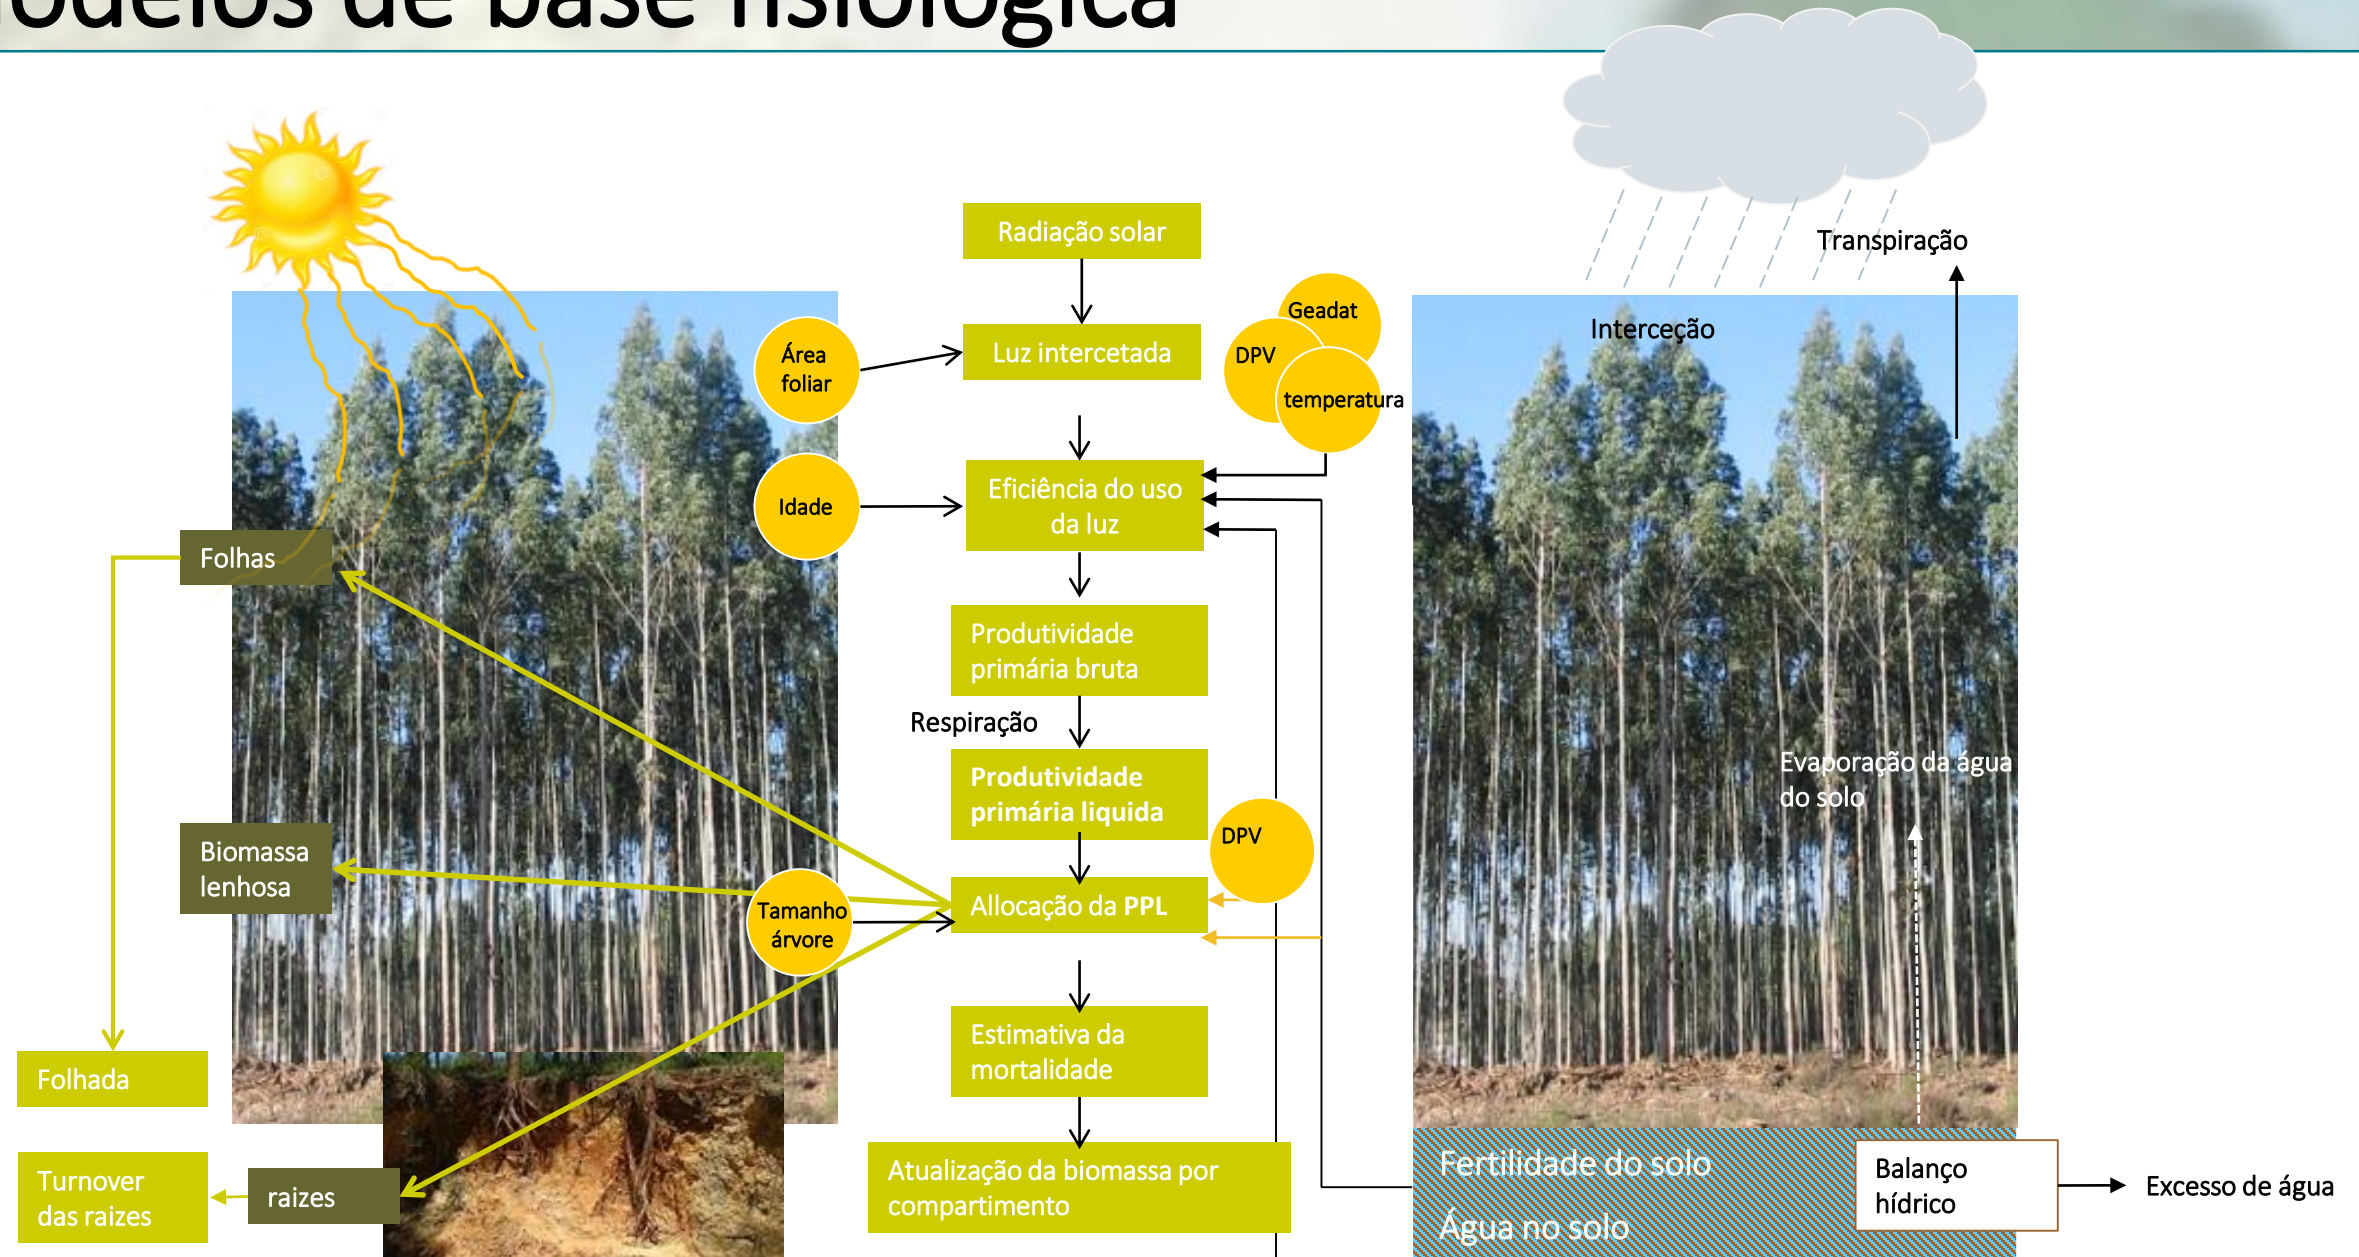 odelos de base fisiológica
Radiação solar
Transpiração
Geadat
Interceção
Área
foliar
Luz intercetada
DPV
temperatura
Idade
Eficiência do uso
da luz
Folhas
Produtividade
primária bruta
Respiração
Produtividade
primária liquida
Evaporação da água
do solo
DPV
Biomassa
lenhosa
Tamanho
árvore
Allocação da PPL
Estimativa da
mortalidade
Folhada
Turnover
das raizes
raizes
Atualização da biomassa por
compartimento
Fertilidade do solo
Água no solo
Balanço
hídrico
Excesso de água